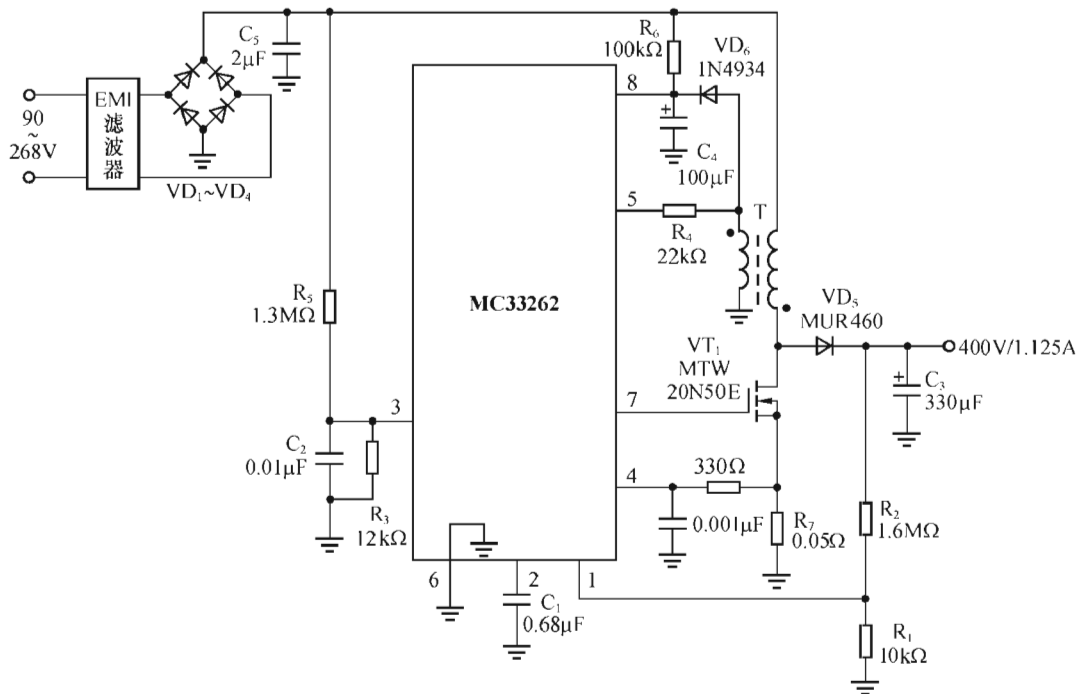 C₅
2μF
R₆
100kΩ
VD₆
1N4934
8
EMI
滤
波
器
90
~
268V
VD₁~VD₄
+
C₄
100μF
5
R₄
22kΩ
T
R₅
1.3MΩ
MC33262
VD₅
MUR460
400V/1.125A
VT₁
MTW
20N50E
+
C₃
330μF
3
7
C₂
0.01μF
R₃
12kΩ
4
330Ω
0.001μF
R₇
0.05Ω
R₂
1.6MΩ
6
2
1
C₁
0.68μF
R₁
10kΩ